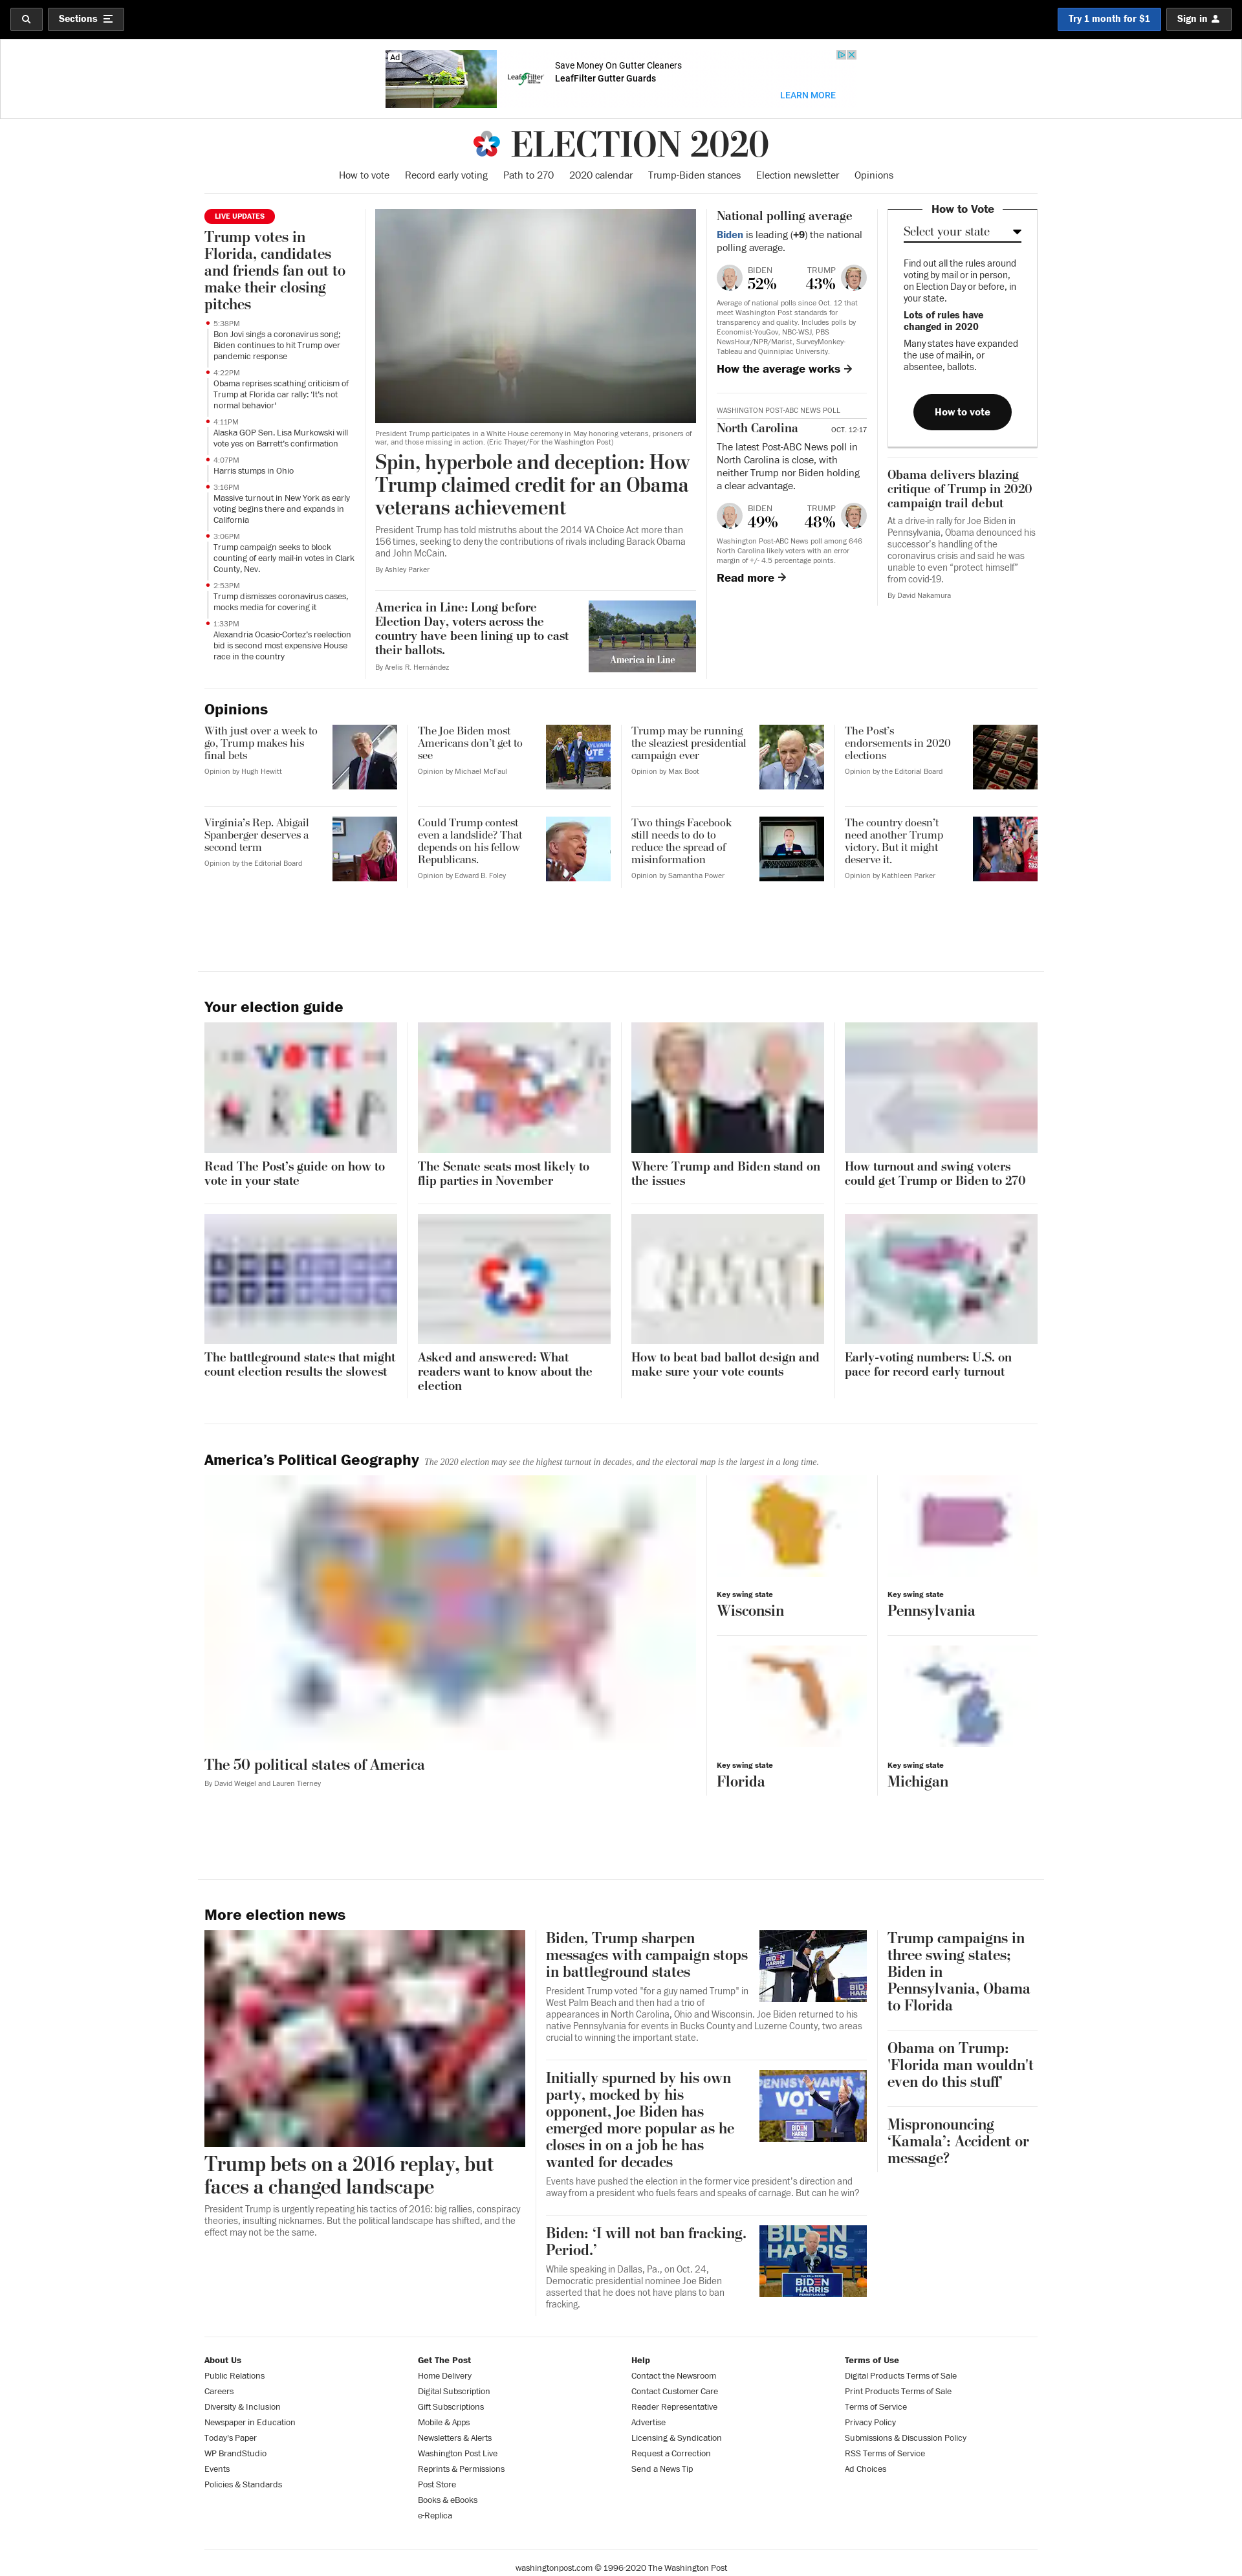 Sections
Try 1 month for $1
Sign in
Ad
LeafFilter
Save Money On Gutter Cleaners
LeafFilter Gutter Guards
LEARN MORE
ELECTION 2020
How to vote
Record early voting
Path to 270
2020 calendar
Trump-Biden stances
Election newsletter
Opinions
LIVE UPDATES
Trump votes in
Florida, candidates
and friends fan out to
make their closing
pitches
5:38PM
Bon Jovi sings a coronavirus song;
Biden continues to hit Trump over
pandemic response
4:22PM
Obama reprises scathing criticism of
Trump at Florida car rally: 'It's not
normal behavior'
4:11PM
Alaska GOP Sen. Lisa Murkowski will
vote yes on Barrett's confirmation
4:07PM
Harris stumps in Ohio
3:16PM
Massive turnout in New York as early
voting begins there and expands in
California
3:06PM
Trump campaign seeks to block
counting of early mail-in votes in Clark
County, Nev.
2:53PM
Trump dismisses coronavirus cases,
mocks media for covering it
1:33PM
Alexandria Ocasio-Cortez's reelection
bid is second most expensive House
race in the country
President Trump participates in a White House ceremony in May honoring veterans, prisoners of
war, and those missing in action. (Eric Thayer/For the Washington Post)
Spin, hyperbole and deception: How
Trump claimed credit for an Obama
veterans achievement
President Trump has told mistruths about the 2014 VA Choice Act more than
156 times, seeking to deny the contributions of rivals including Barack Obama
and John McCain.
By Ashley Parker
America in Line: Long before
Election Day, voters across the
country have been lining up to cast
their ballots.
By Arelis R. Hernández
America in Line
National polling average
Biden is leading (+9) the national
polling average.
BIDEN
52%
TRUMP
43%
Average of national polls since Oct. 12 that
meet Washington Post standards for
transparency and quality. Includes polls by
Economist-YouGov, NBC-WSJ, PBS
NewsHour/NPR/Marist, SurveyMonkey-
Tableau and Quinnipiac University.
How the average works →
WASHINGTON POST-ABC NEWS POLL
North Carolina
OCT. 12-17
The latest Post-ABC News poll in
North Carolina is close, with
neither Trump nor Biden holding
a clear advantage.
BIDEN
49%
TRUMP
48%
Washington Post-ABC News poll among 646
North Carolina likely voters with an error
margin of +/- 4.5 percentage points.
Read more →
How to Vote
Select your state
Find out all the rules around
voting by mail or in person,
on Election Day or before, in
your state.
Lots of rules have
changed in 2020
Many states have expanded
the use of mail-in, or
absentee, ballots.
How to vote
Obama delivers blazing
critique of Trump in 2020
campaign trail debut
At a drive-in rally for Joe Biden in
Pennsylvania, Obama denounced his
successor's handling of the
coronavirus crisis and said he was
unable to even “protect himself”
from covid-19.
By David Nakamura
Opinions
With just over a week to
go, Trump makes his
final bets
Opinion by Hugh Hewitt
The Joe Biden most
Americans don’t get to
see
Opinion by Michael McFaul
Trump may be running
the sleaziest presidential
campaign ever
Opinion by Max Boot
The Post’s
endorsements in 2020
elections
Opinion by the Editorial Board
Virginia’s Rep. Abigail
Spanberger deserves a
second term
Opinion by the Editorial Board
Could Trump contest
even a landslide? That
depends on his fellow
Republicans.
Opinion by Edward B. Foley
Two things Facebook
still needs to do to
reduce the spread of
misinformation
Opinion by Samantha Power
The country doesn’t
need another Trump
victory. But it might
deserve it.
Opinion by Kathleen Parker
Your election guide
VOTE
Read The Post’s guide on how to
vote in your state
The Senate seats most likely to
flip parties in November
Where Trump and Biden stand on
the issues
How turnout and swing voters
could get Trump or Biden to 270
The battleground states that might
count election results the slowest
Asked and answered: What
readers want to know about the
election
How to beat bad ballot design and
make sure your vote counts
Early-voting numbers: U.S. on
pace for record early turnout
America’s Political Geography
The 2020 election may see the highest turnout in decades, and the electoral map is the largest in a long time.
The 50 political states of America
By David Weigel and Lauren Tierney
Key swing state
Wisconsin
Key swing state
Pennsylvania
Key swing state
Florida
Key swing state
Michigan
More election news
Trump bets on a 2016 replay, but
faces a changed landscape
President Trump is urgently repeating his tactics of 2016: big rallies, conspiracy
theories, insulting nicknames. But the political landscape has shifted, and the
effect may not be the same.
Biden, Trump sharpen
messages with campaign stops
in battleground states
President Trump voted "for a guy named Trump" in
West Palm Beach and then had a trio of
appearances in North Carolina, Ohio and Wisconsin. Joe Biden returned to his
native Pennsylvania for events in Bucks County and Luzerne County, two areas
crucial to winning the important state.
Initially spurned by his own
party, mocked by his
opponent, Joe Biden has
emerged more popular as he
closes in on a job he has
wanted for decades
Events have pushed the election in the former vice president’s direction and
away from a president who fuels fears and speaks of carnage. But can he win?
Biden: ‘I will not ban fracking.
Period.’
While speaking in Dallas, Pa., on Oct. 24,
Democratic presidential nominee Joe Biden
asserted that he does not have plans to ban
fracking.
Trump campaigns in
three swing states;
Biden in
Pennsylvania, Obama
to Florida
Obama on Trump:
'Florida man wouldn't
even do this stuff'
Mispronouncing
‘Kamala’: Accident or
message?
About Us
Public Relations
Careers
Diversity & Inclusion
Newspaper in Education
Today's Paper
WP BrandStudio
Events
Policies & Standards
Get The Post
Home Delivery
Digital Subscription
Gift Subscriptions
Mobile & Apps
Newsletters & Alerts
Washington Post Live
Reprints & Permissions
Post Store
Books & eBooks
e-Replica
Help
Contact the Newsroom
Contact Customer Care
Reader Representative
Advertise
Licensing & Syndication
Request a Correction
Send a News Tip
Terms of Use
Digital Products Terms of Sale
Print Products Terms of Sale
Terms of Service
Privacy Policy
Submissions & Discussion Policy
RSS Terms of Service
Ad Choices
washingtonpost.com © 1996-2020 The Washington Post